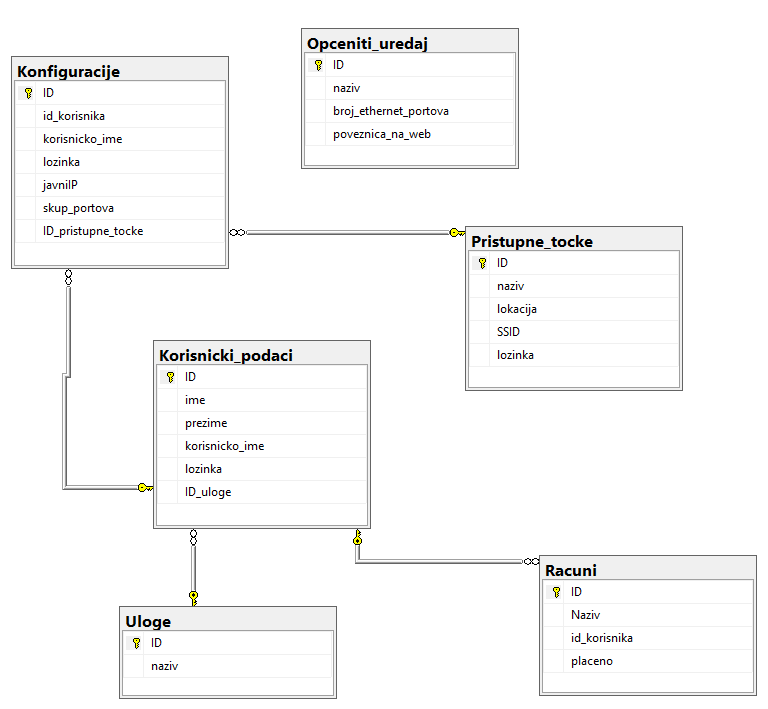 Opceniti_uredaj
ID
naziv
broj_ethernet_portova
poveznica_na_web
Konfiguracije
ID
id_korisnika
korisnicko_ime
lozinka
javniIP
skup_portova
ID_pristupne_tocke
Pristupne_tocke
ID
naziv
lokacija
SSID
lozinka
Korisnicki_podaci
ID
ime
prezime
korisnicko_ime
lozinka
ID_uloge
Racuni
ID
Naziv
id_korisnika
placeno
Uloge
ID
naziv